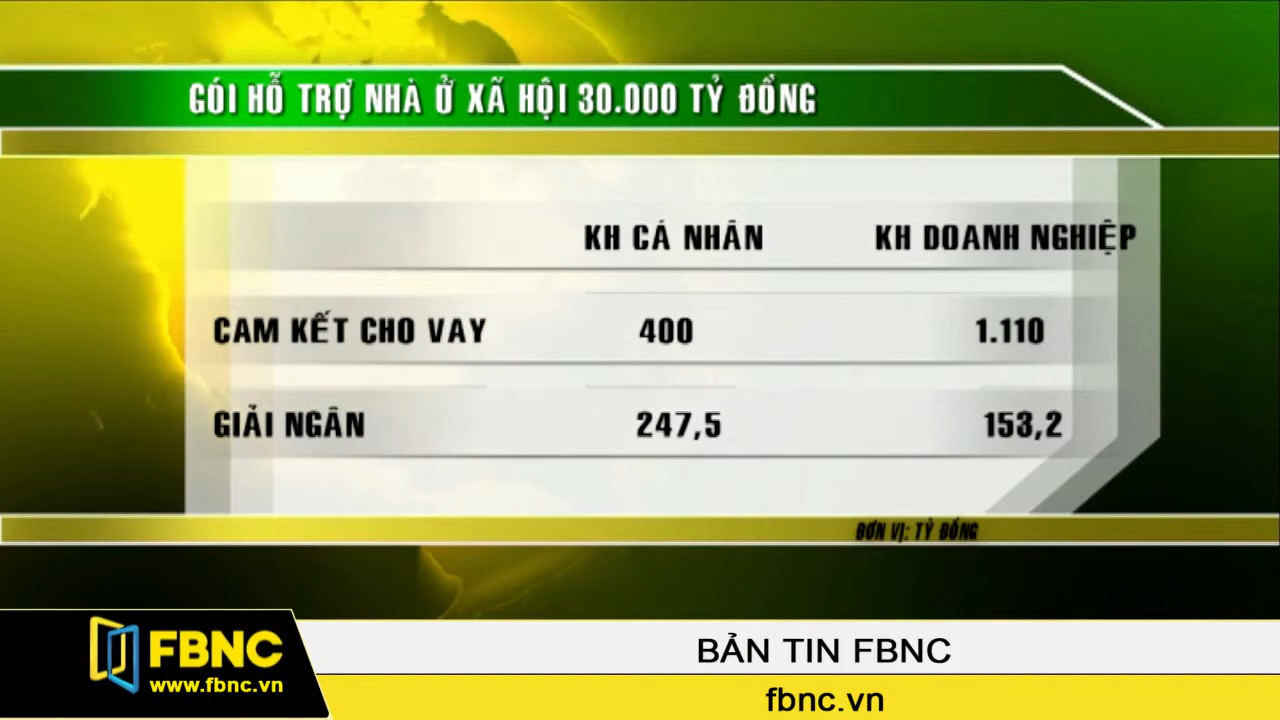 GÓI HỖ TRỢ NHÀ Ở XÃ HỘI 30.000 TỶ ĐỒNG
KH CÁ NHÂN KH DOANH NGHIỆP
CAM KẾT CHO VAY 400 1.110
GIẢI NGÂN 247,5 153,2
ĐƠN VỊ: TỶ ĐỒNG
FBNC
www.fbnc.vn
BẢN TIN FBNC
fbnc.vn